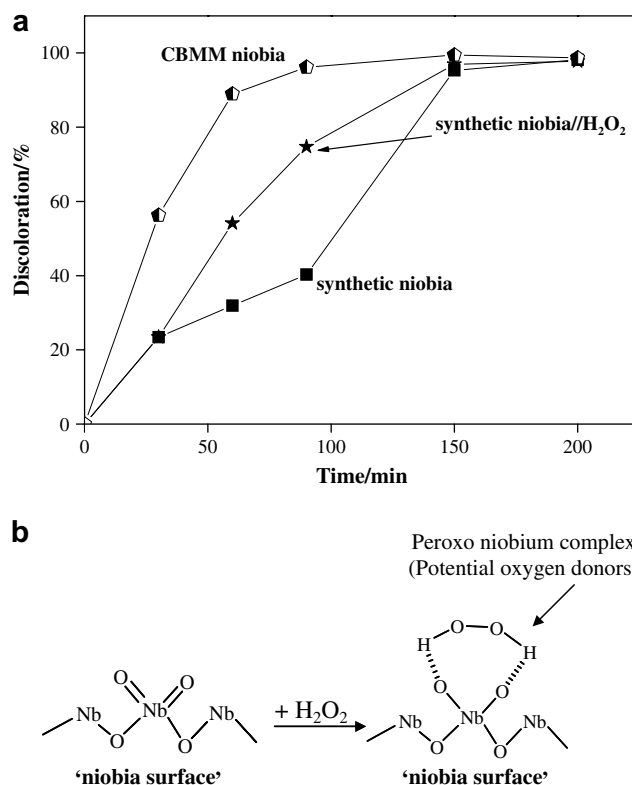 a
100
80
60
40
20
0
Discoloration/%
CBMM niobia
synthetic niobia//H₂O₂
synthetic niobia
0
50
100
150
200
Time/min
b
Peroxo niobium complex
(Potential oxygen donors
H
O
O
H
O
O
Nb
Nb
Nb
O
O
+ H₂O₂
O
O
Nb
Nb
Nb
O
O
'niobia surface'
'niobia surface'